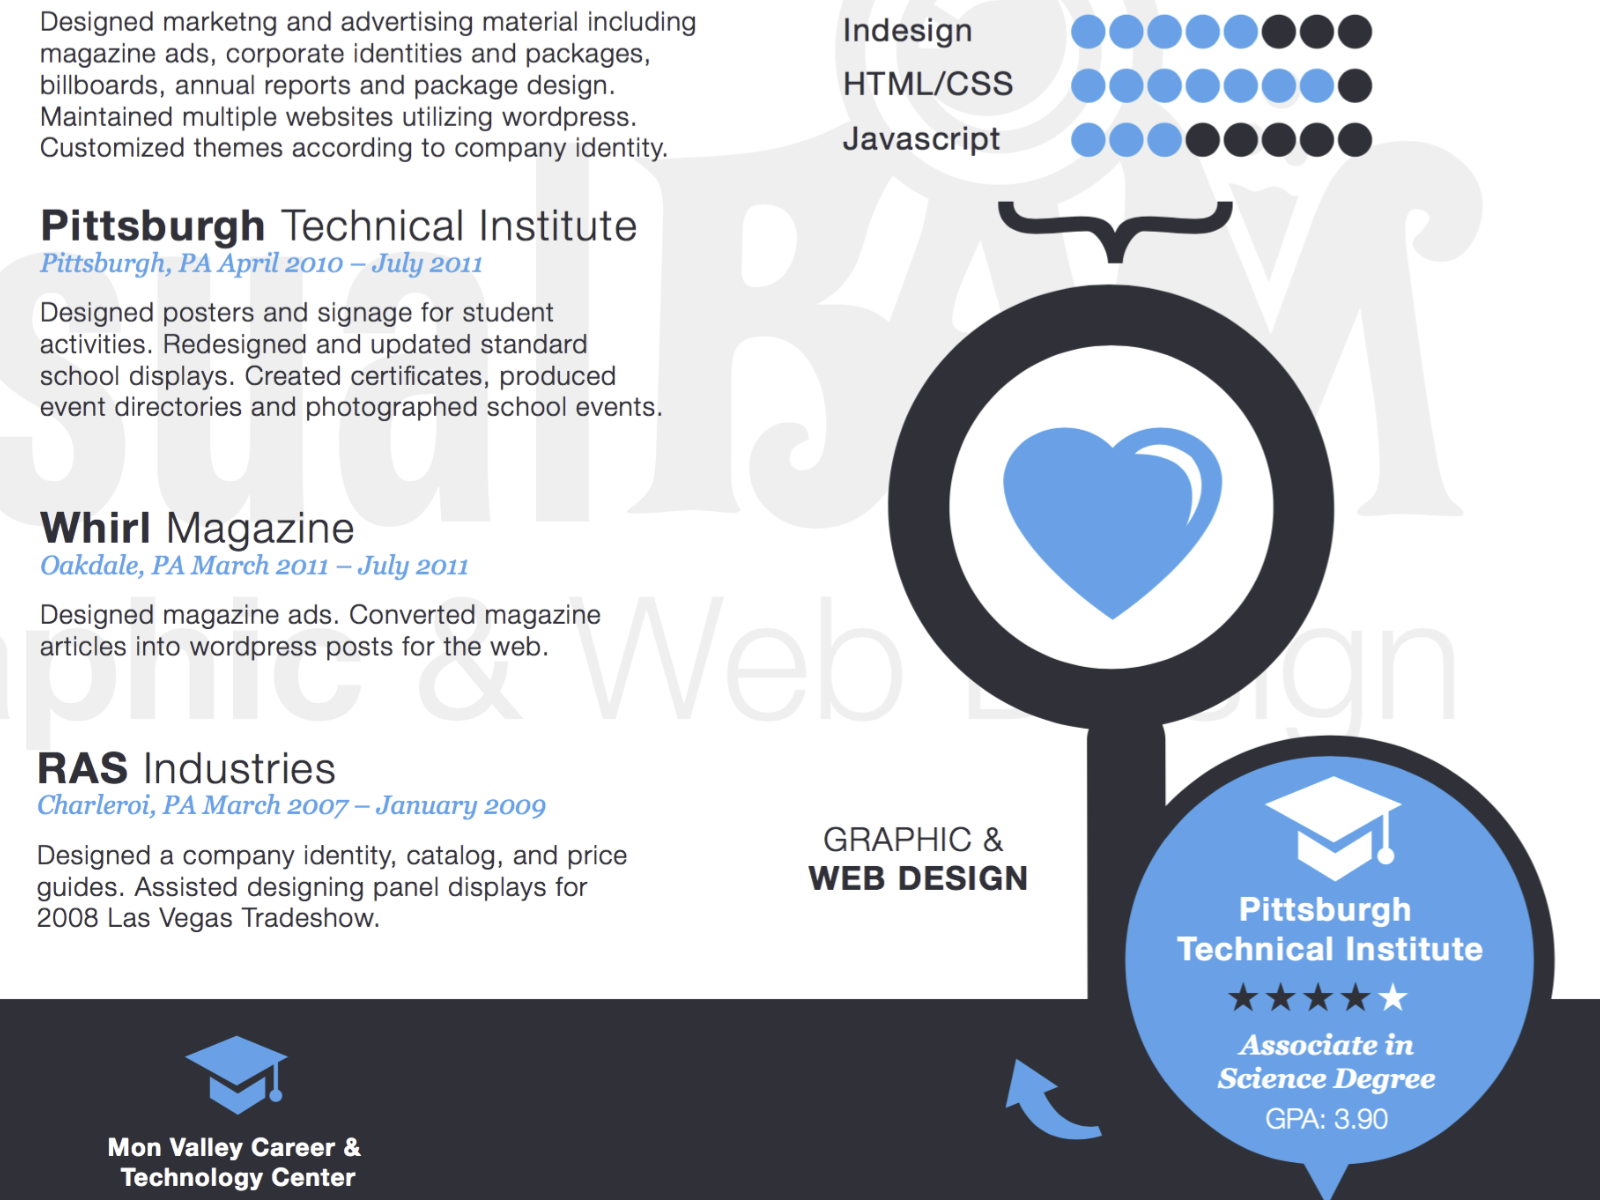 Designed marketng and advertising material including
magazine ads, corporate identities and packages,
billboards, annual reports and package design.
Maintained multiple websites utilizing wordpress.
Customized themes according to company identity.
Pittsburgh Technical Institute
Pittsburgh, PA April 2010 – July 2011
Designed posters and signage for student
activities. Redesigned and updated standard
school displays. Created certificates, produced
event directories and photographed school events.
Whirl Magazine
Oakdale, PA March 2011 – July 2011
Designed magazine ads. Converted magazine
articles into wordpress posts for the web.
RAS Industries
Charleroi, PA March 2007 – January 2009
Designed a company identity, catalog, and price
guides. Assisted designing panel displays for
2008 Las Vegas Tradeshow.
Indesign
HTML/CSS
Javascript
GRAPHIC &
WEB DESIGN
Pittsburgh
Technical Institute
Associate in
Science Degree
GPA: 3.90
Mon Valley Career &
Technology Center
sualBAM
aphic & Web Design